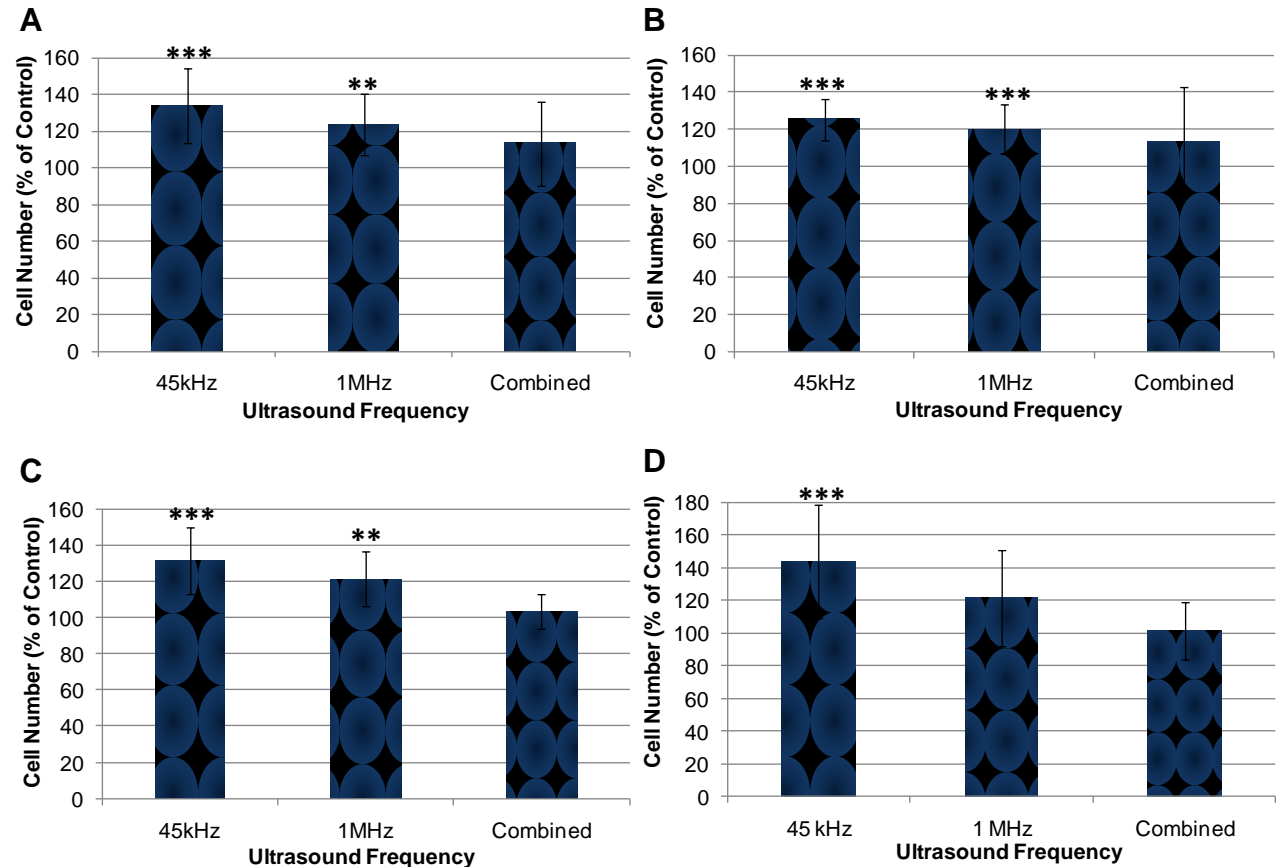 A
Cell Number (% of Control)
160
140
120
100
80
60
40
20
0
***
**
45kHz 1MHz Combined
Ultrasound Frequency
B
Cell Number (% of Control)
160
140
120
100
80
60
40
20
0
***
***
45kHz 1MHz Combined
Ultrasound Frequency
C
Cell Number (% of Control)
160
140
120
100
80
60
40
20
0
***
**
45kHz 1MHz Combined
Ultrasound Frequency
D
Cell Number (% of Control)
180
160
140
120
100
80
60
40
20
0
***
45 kHz 1 MHz Combined
Ultrasound Frequency